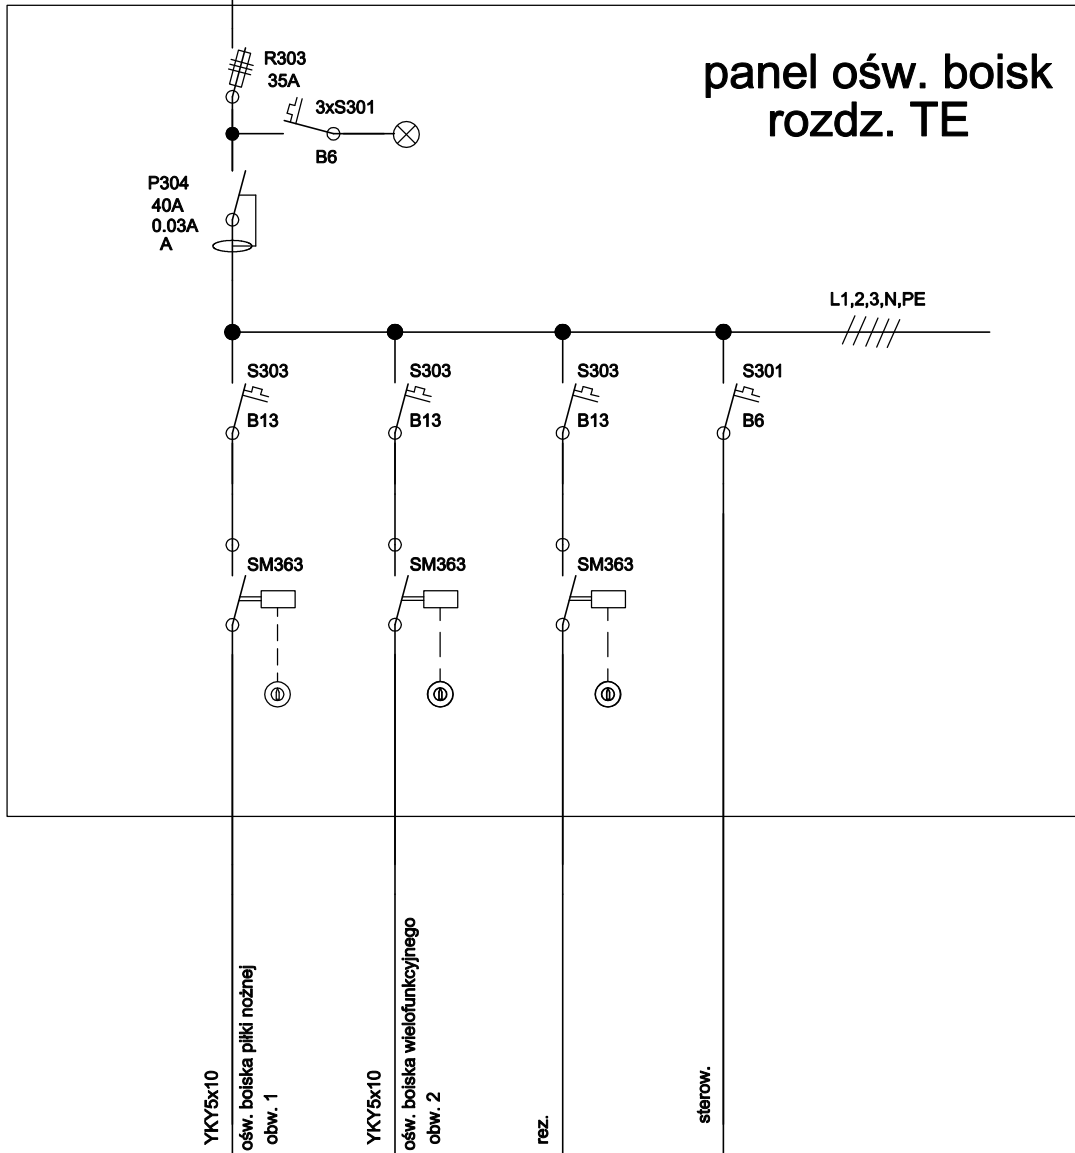 panel ośw. boisk
rozdz. TE
R303
35A
3xS301
B6
P304
40A
0.03A
A
L1,2,3,N,PE
S303
B13
S303
B13
S303
B13
S301
B6
SM363
SM363
SM363
YKY5x10
ośw. boiska piłki nożnej
obw. 1
YKY5x10
ośw. boiska wielofunkcyjnego
obw. 2
rez.
sterow.